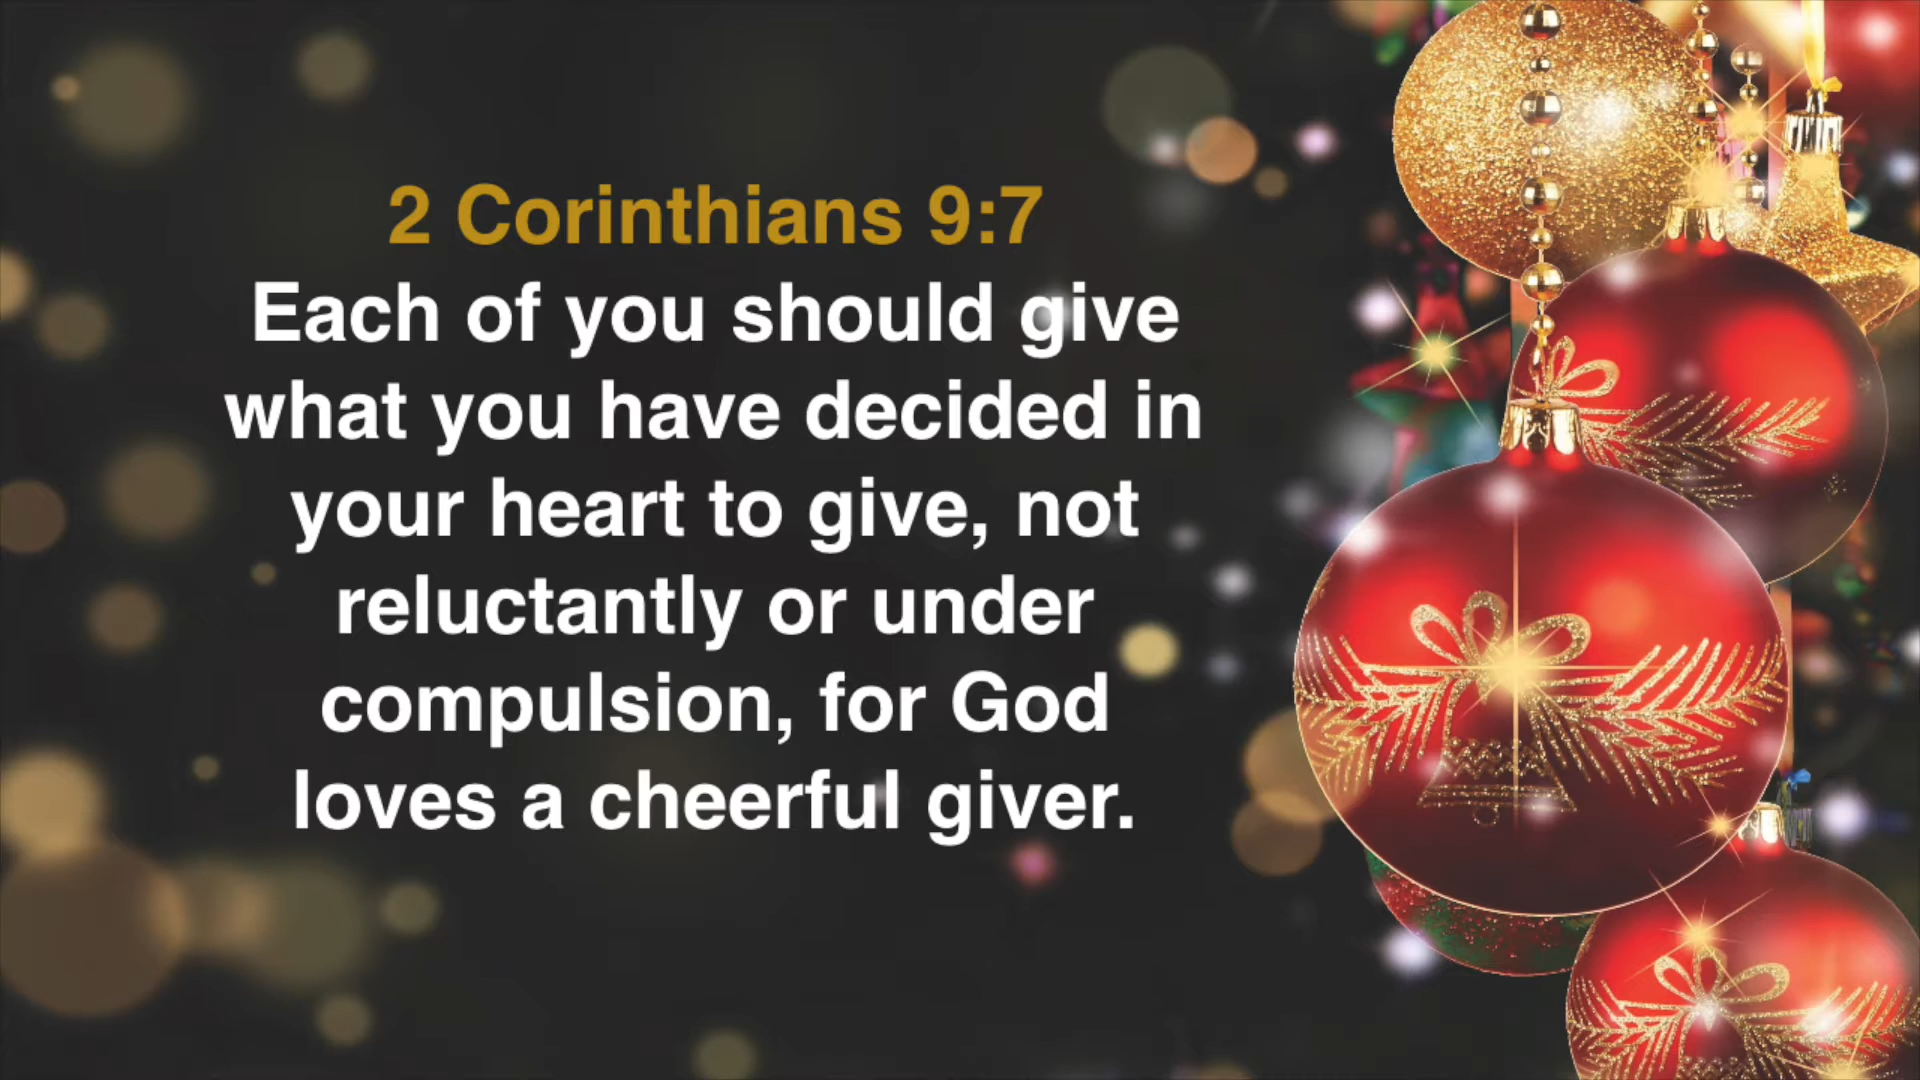 2 Corinthians 9:7
Each of you should give
what you have decided in
your heart to give, not
reluctantly or under
compulsion, for God
loves a cheerful giver.